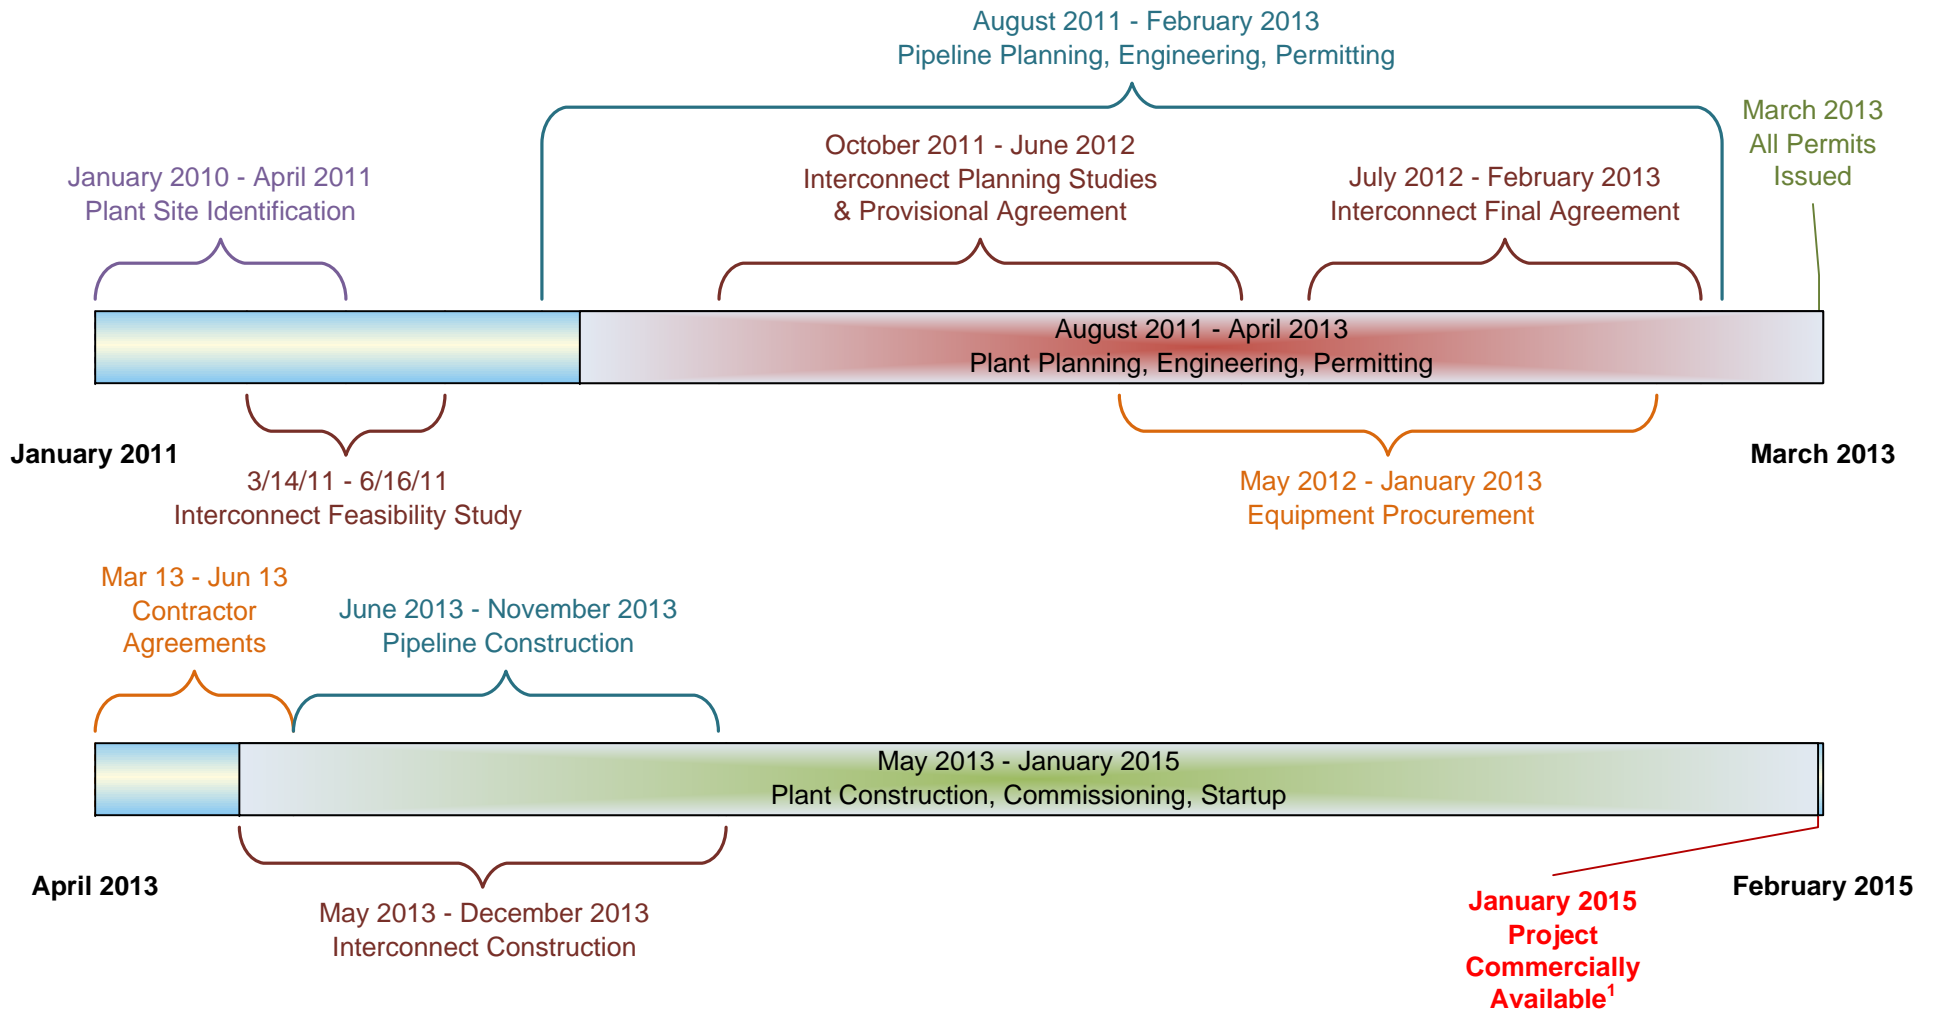 August 2011 - February 2013
Pipeline Planning, Engineering, Permitting
March 2013
All Permits
Issued
October 2011 - June 2012
Interconnect Planning Studies
& Provisional Agreement
July 2012 - February 2013
Interconnect Final Agreement
January 2010 - April 2011
Plant Site Identification
August 2011 - April 2013
Plant Planning, Engineering, Permitting
January 2011
March 2013
3/14/11 - 6/16/11
Interconnect Feasibility Study
May 2012 - January 2013
Equipment Procurement
Mar 13 - Jun 13
Contractor
Agreements
June 2013 - November 2013
Pipeline Construction
May 2013 - January 2015
Plant Construction, Commissioning, Startup
April 2013
February 2015
May 2013 - December 2013
Interconnect Construction
January 2015
Project
Commercially
Available¹